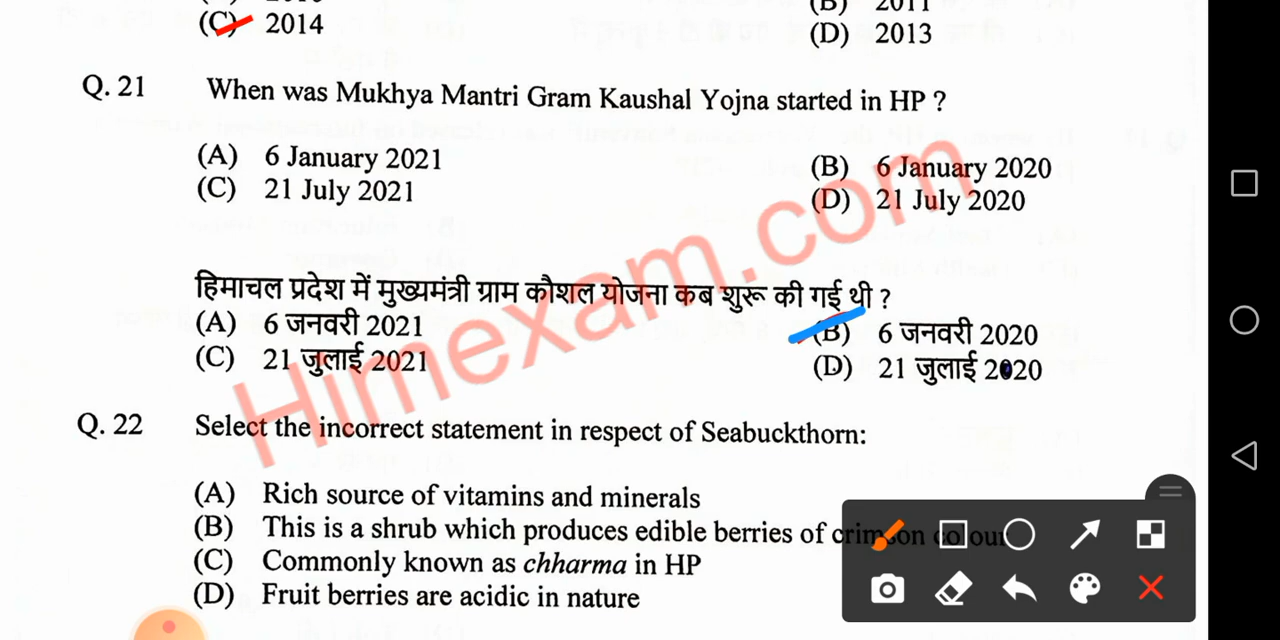 (C) 2014
(B) 2011
(D) 2013
Q. 21 When was Mukhya Mantri Gram Kaushal Yojna started in HP ?
(A) 6 January 2021
(B) 6 January 2020
(C) 21 July 2021
(D) 21 July 2020
हिमाचल प्रदेश में मुख्यमंत्री ग्राम कौशल योजना कब शुरू की गई थी ?
(A) 6 जनवरी 2021
(B) 6 जनवरी 2020
(C) 21 जुलाई 2021
(D) 21 जुलाई 2020
Himexam.com
Q. 22 Select the incorrect statement in respect of Seabuckthorn:
(A) Rich source of vitamins and minerals
(B) This is a shrub which produces edible berries of crimson colour
(C) Commonly known as chharma in HP
(D) Fruit berries are acidic in nature